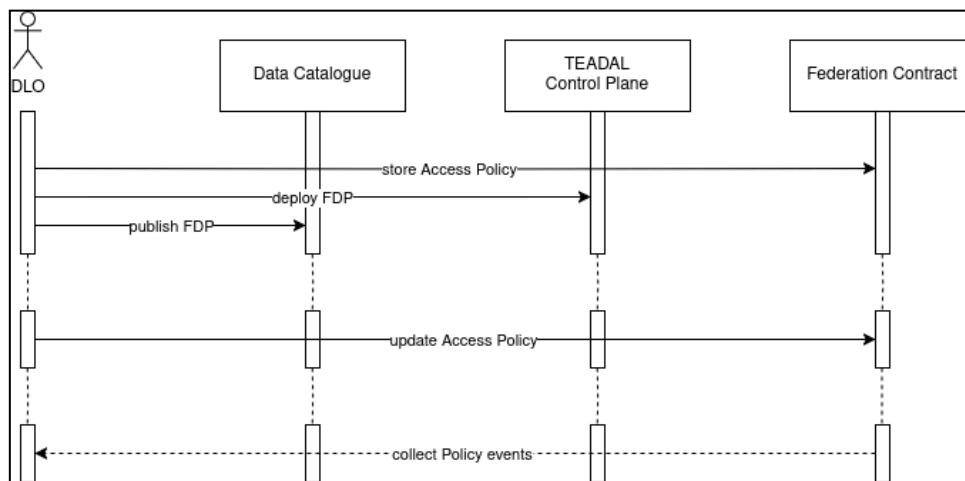 DLO
Data Catalogue
TEADAL
Control Plane
Federation Contract
store Access Policy
deploy FDP
publish FDP
update Access Policy
collect Policy events